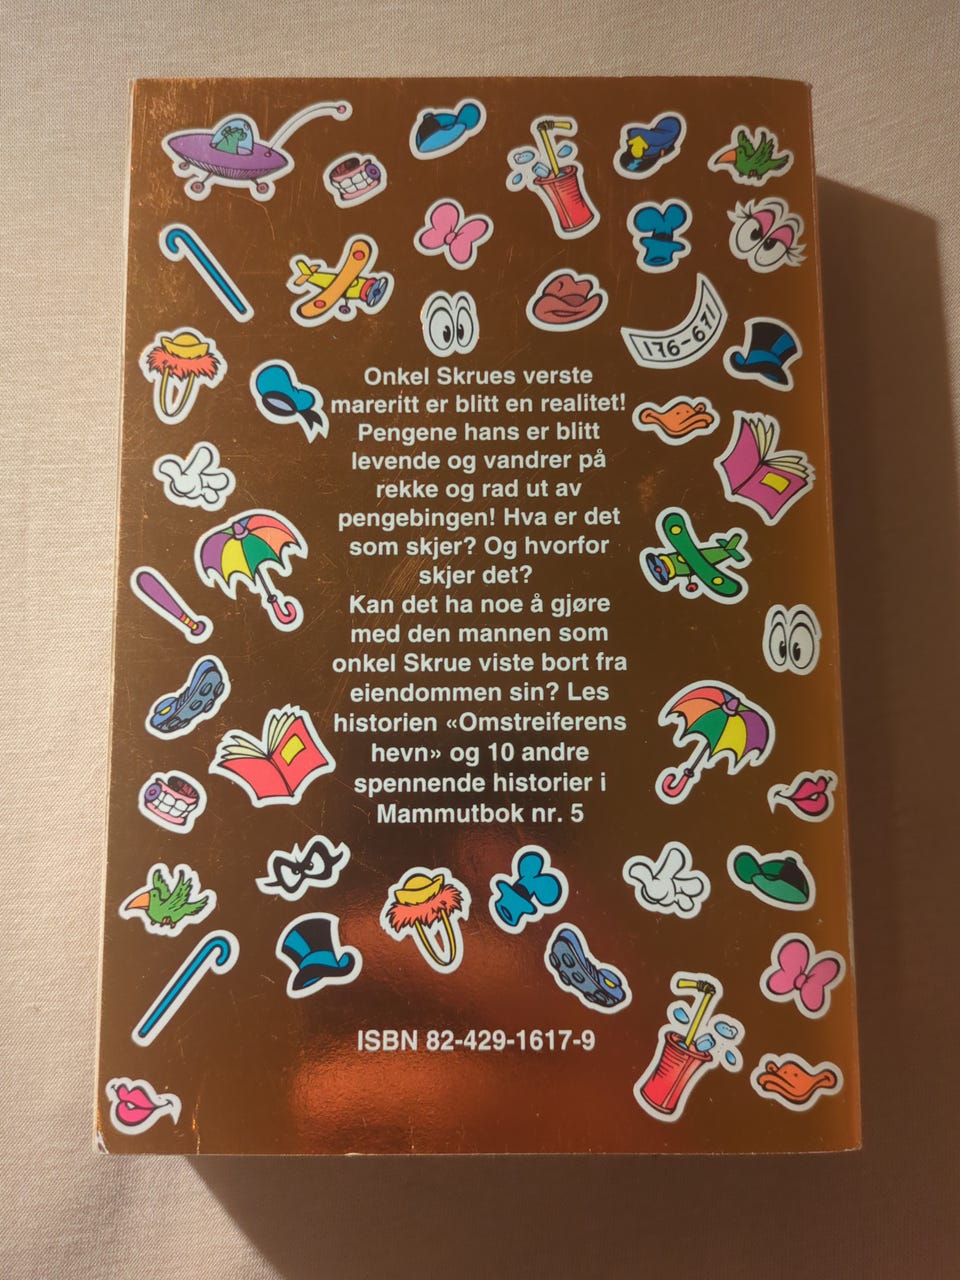 176-671
Onkel Skrues verste
mareritt er blitt en realitet!
Pengene hans er blitt
levende og vandrer på
rekke og rad ut av
pengebingen! Hva er det
som skjer? Og hvorfor
skjer det?
Kan det ha noe å gjøre
med den mannen som
onkel Skrue viste bort fra
eiendommen sin? Les
historien «Omstreiferens
hevn» og 10 andre
spennende historier i
Mammutbok nr. 5
ISBN 82-429-1617-9